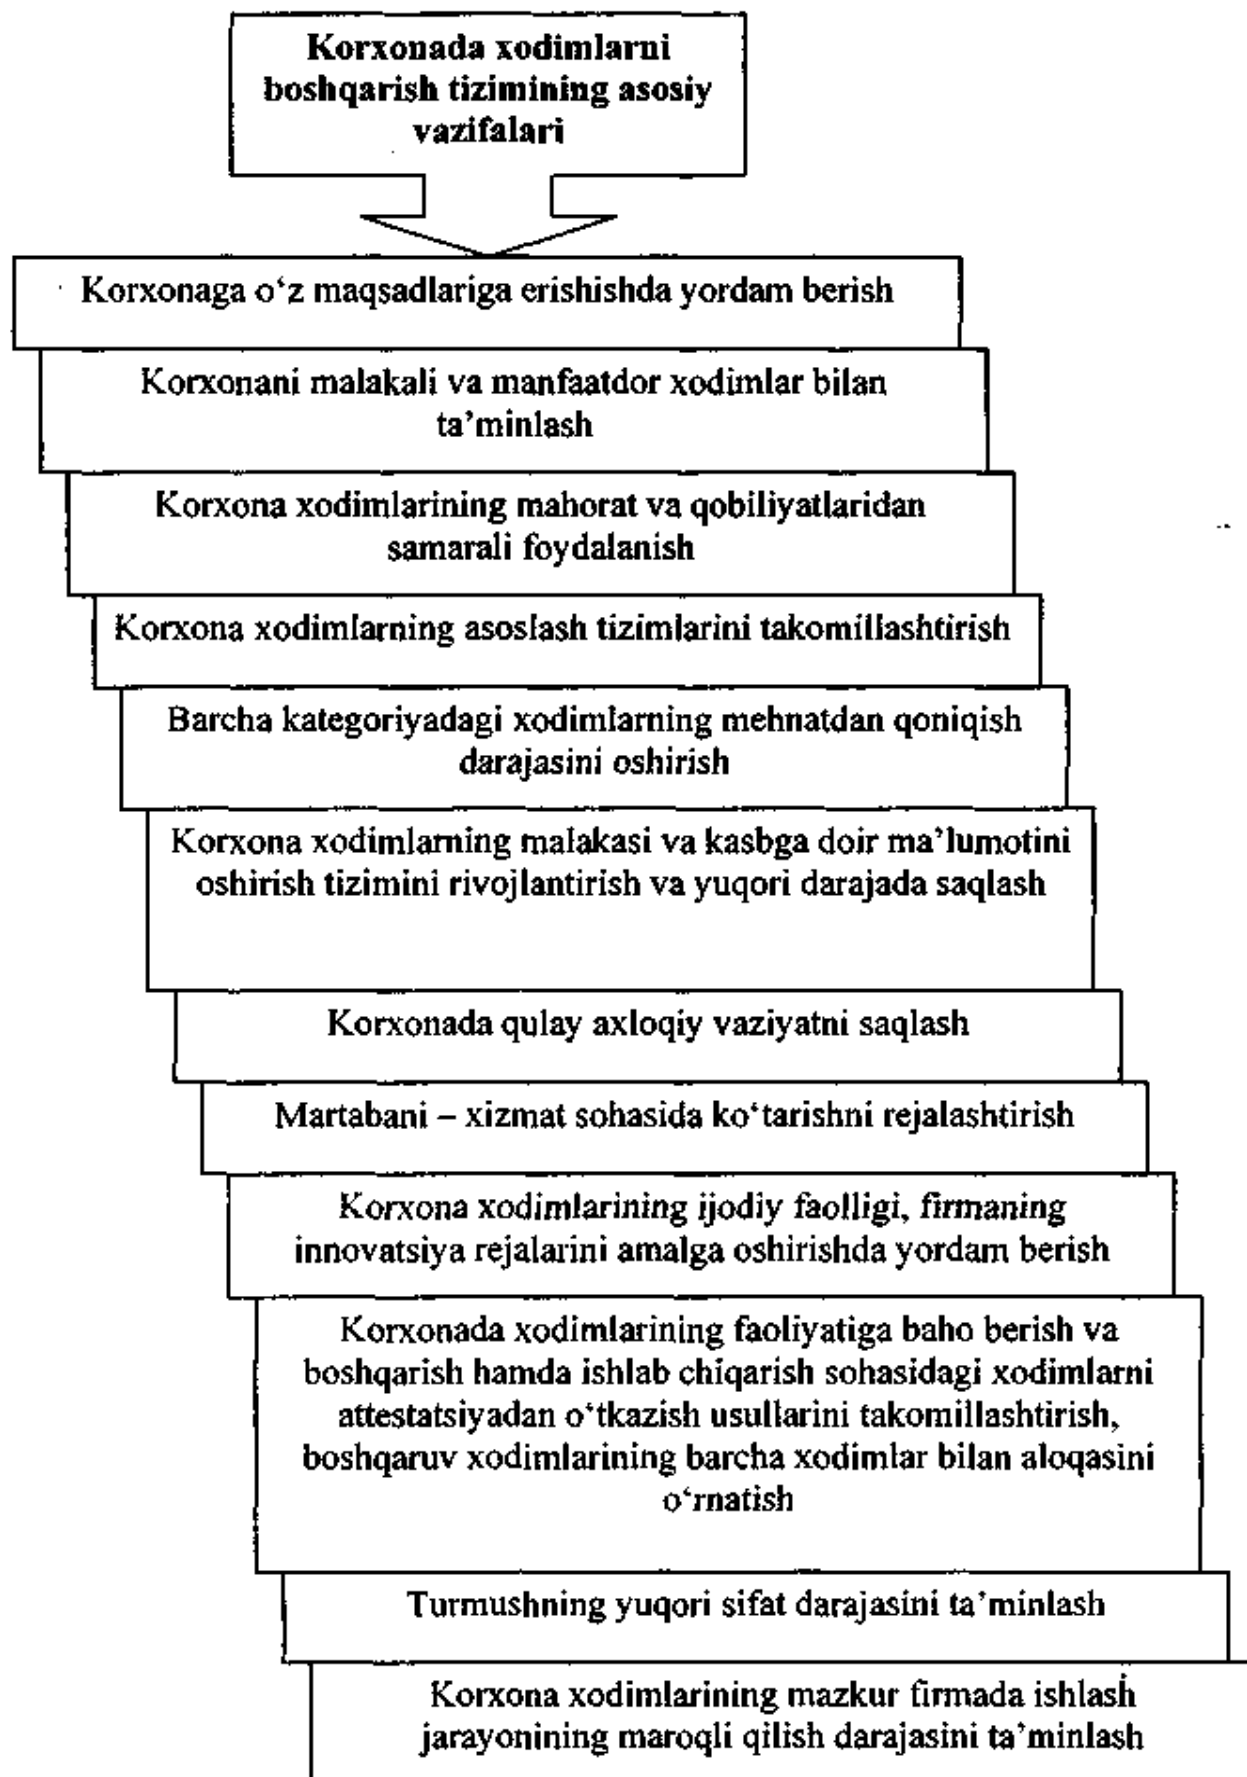 Korxonada xodimlarni
boshqarish tizimining asosiy
vazifalari
Korxonaga o‘z maqsadlariga erishishda yordam berish
Korxonani malakali va manfaatdor xodimlar bilan
ta’minlash
Korxona xodimlarining mahorat va qobiliyatlaridan
samarali foydalanish
Korxona xodimlarning asoslash tizimlarini takomillashtirish
Barcha kategoriyadagi xodimlarning mehnatdan qoniqish
darajasini oshirish
Korxona xodimlarning malakasi va kasbga doir ma’lumotini
oshirish tizimini rivojlantirish va yuqori darajada saqlash
Korxonada qulay axloqiy vaziyatni saqlash
Martabani – xizmat sohasida ko‘tarishni rejalashtirish
Korxona xodimlarining ijodiy faolligi, firmaning
innovatsiya rejalarini amalga oshirishda yordam berish
Korxonada xodimlarining faoliyatiga baho berish va
boshqarish hamda ishlab chiqarish sohasidagi xodimlarni
attestatsiyadan o‘tkazish usullarini takomillashtirish,
boshqaruv xodimlarining barcha xodimlar bilan aloqasini
o‘rnatish
Turmushning yuqori sifat darajasini ta’minlash
Korxona xodimlarining mazkur firmada ishlash
jarayonining maroqli qilish darajasini ta’minlash